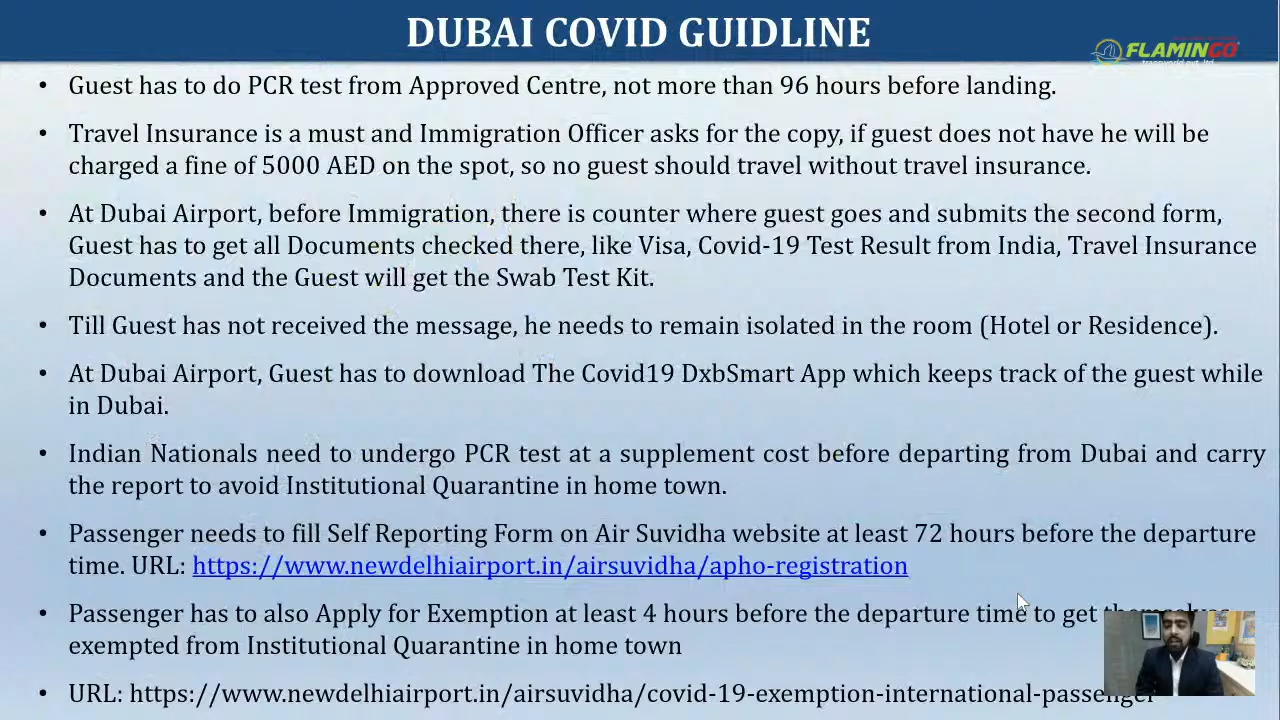 DUBAI COVID GUIDLINE
FLAMINGO
transworld pvt. ltd.
• Guest has to do PCR test from Approved Centre, not more than 96 hours before landing.
• Travel Insurance is a must and Immigration Officer asks for the copy, if guest does not have he will be
charged a fine of 5000 AED on the spot, so no guest should travel without travel insurance.
• At Dubai Airport, before Immigration, there is counter where guest goes and submits the second form,
Guest has to get all Documents checked there, like Visa, Covid-19 Test Result from India, Travel Insurance
Documents and the Guest will get the Swab Test Kit.
• Till Guest has not received the message, he needs to remain isolated in the room (Hotel or Residence).
• At Dubai Airport, Guest has to download The Covid19 DxbSmart App which keeps track of the guest while
in Dubai.
• Indian Nationals need to undergo PCR test at a supplement cost before departing from Dubai and carry
the report to avoid Institutional Quarantine in home town.
• Passenger needs to fill Self Reporting Form on Air Suvidha website at least 72 hours before the departure
time. URL: https://www.newdelhiairport.in/airsuvidha/apho-registration
• Passenger has to also Apply for Exemption at least 4 hours before the departure time to get themselves
exempted from Institutional Quarantine in home town
• URL: https://www.newdelhiairport.in/airsuvidha/covid-19-exemption-international-passenger